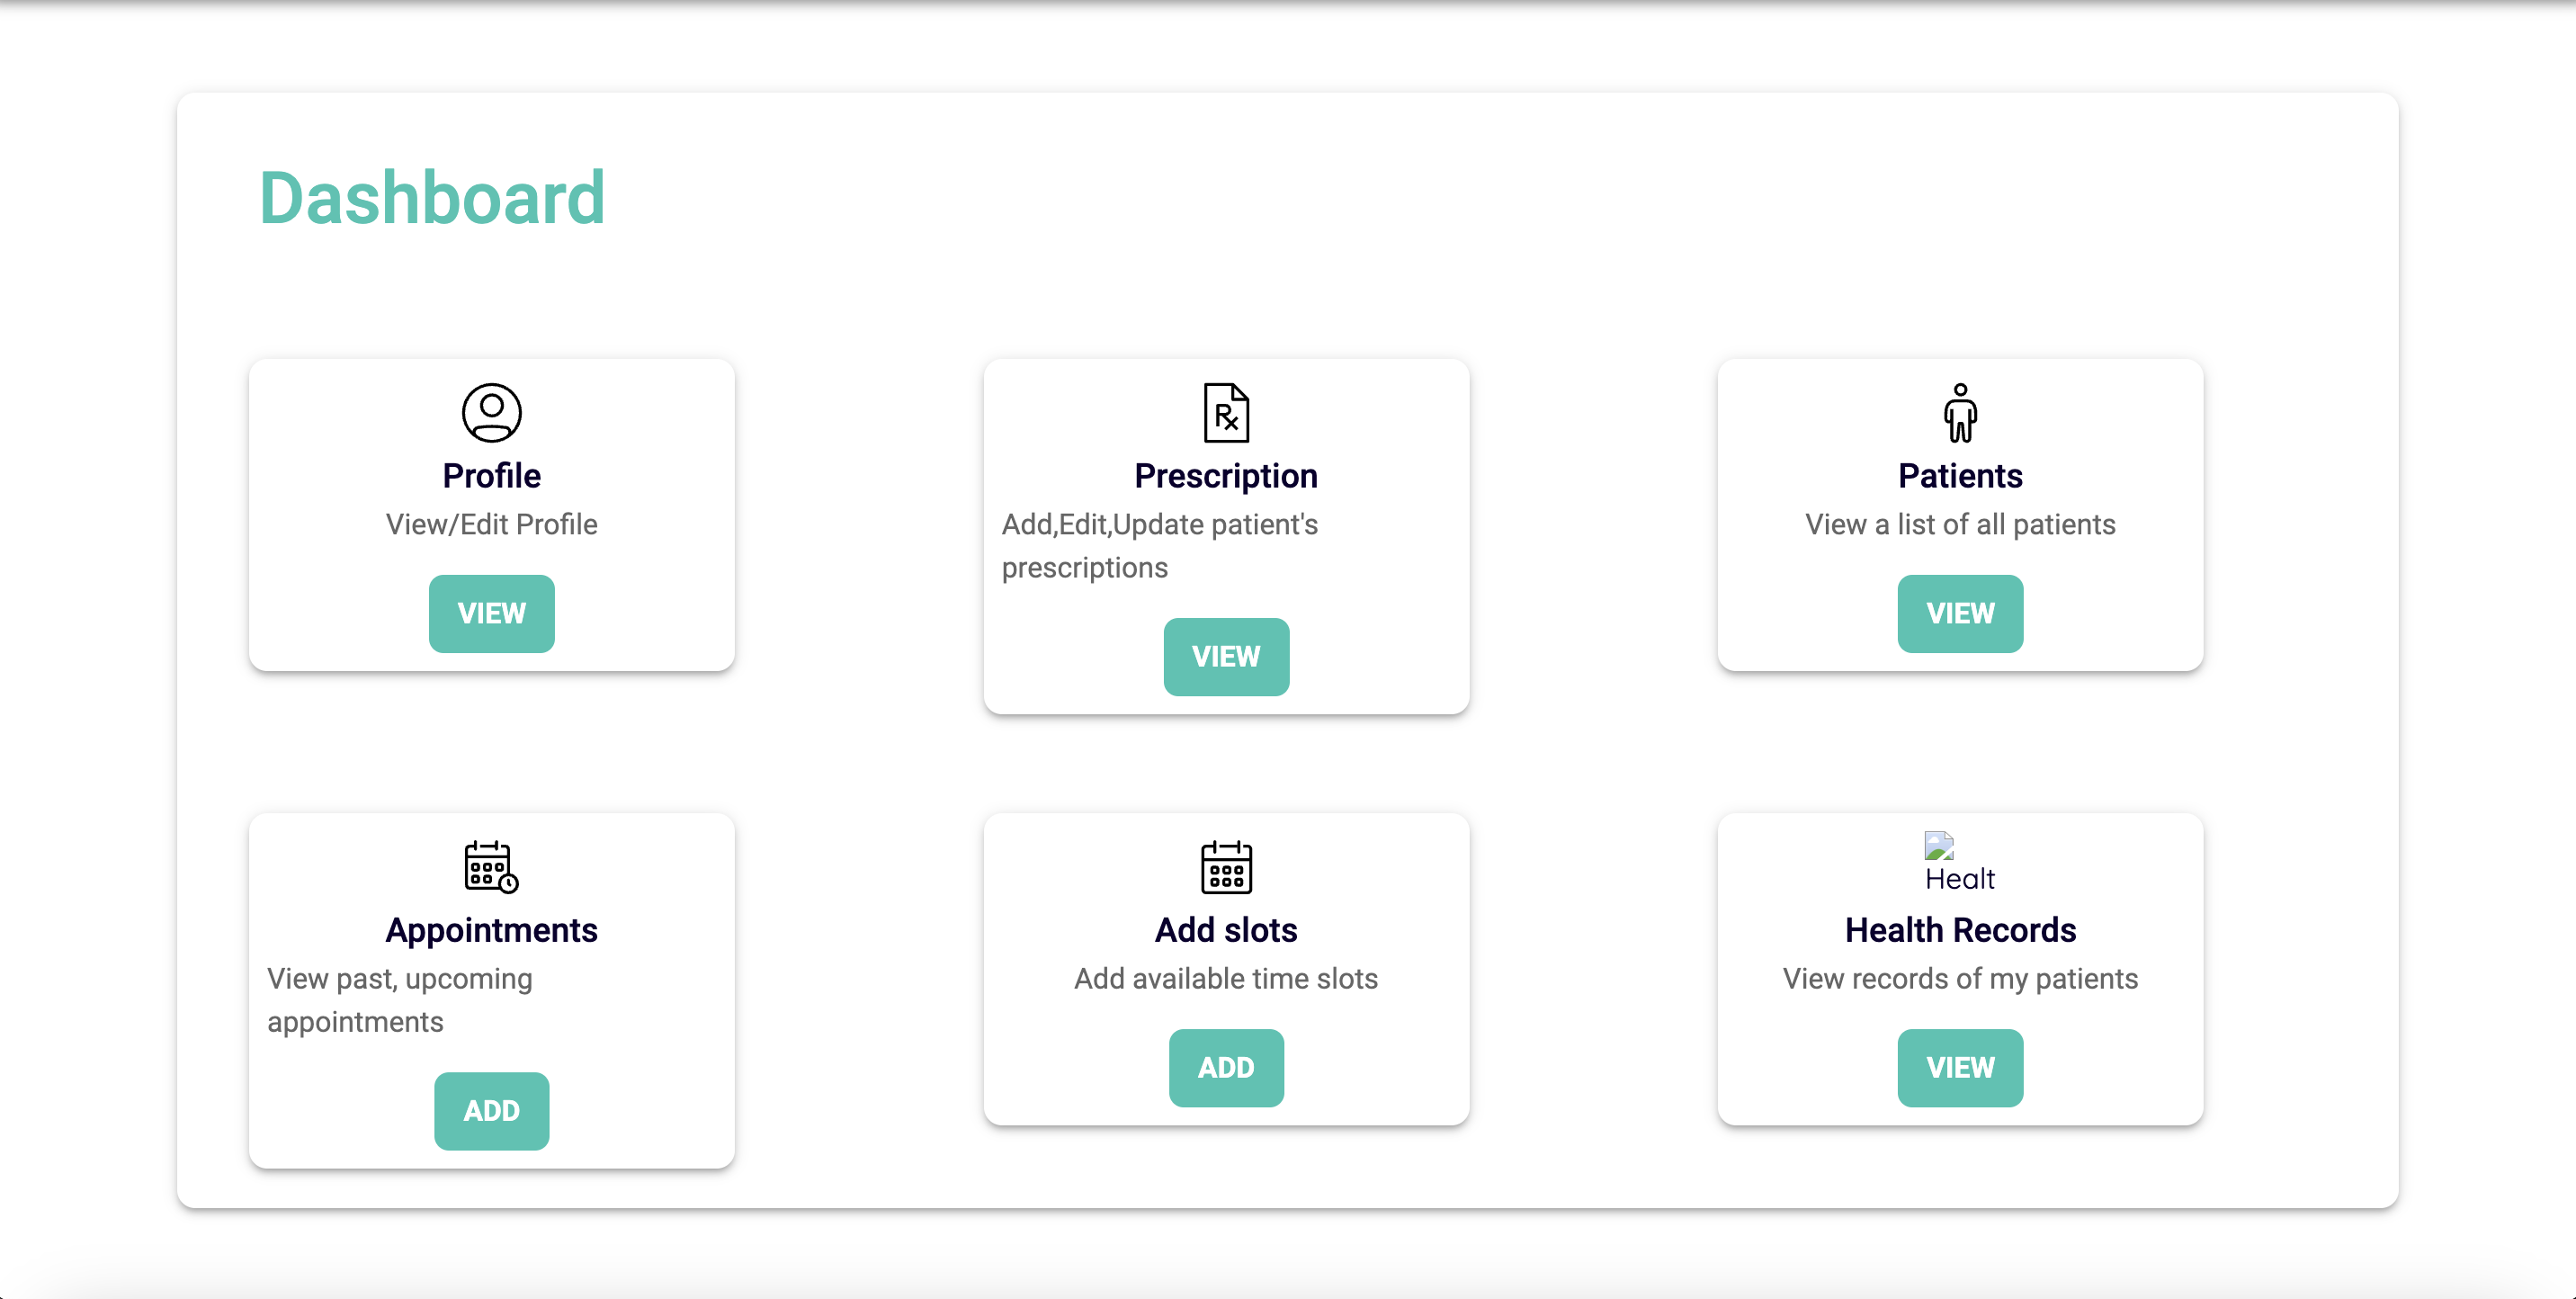 Dashboard
Profile
View/Edit Profile
VIEW
Rx
Prescription
Add,Edit,Update patient's
prescriptions
VIEW
Patients
View a list of all patients
VIEW
Appointments
View past, upcoming
appointments
ADD
Add slots
Add available time slots
ADD
Healt
Health Records
View records of my patients
VIEW